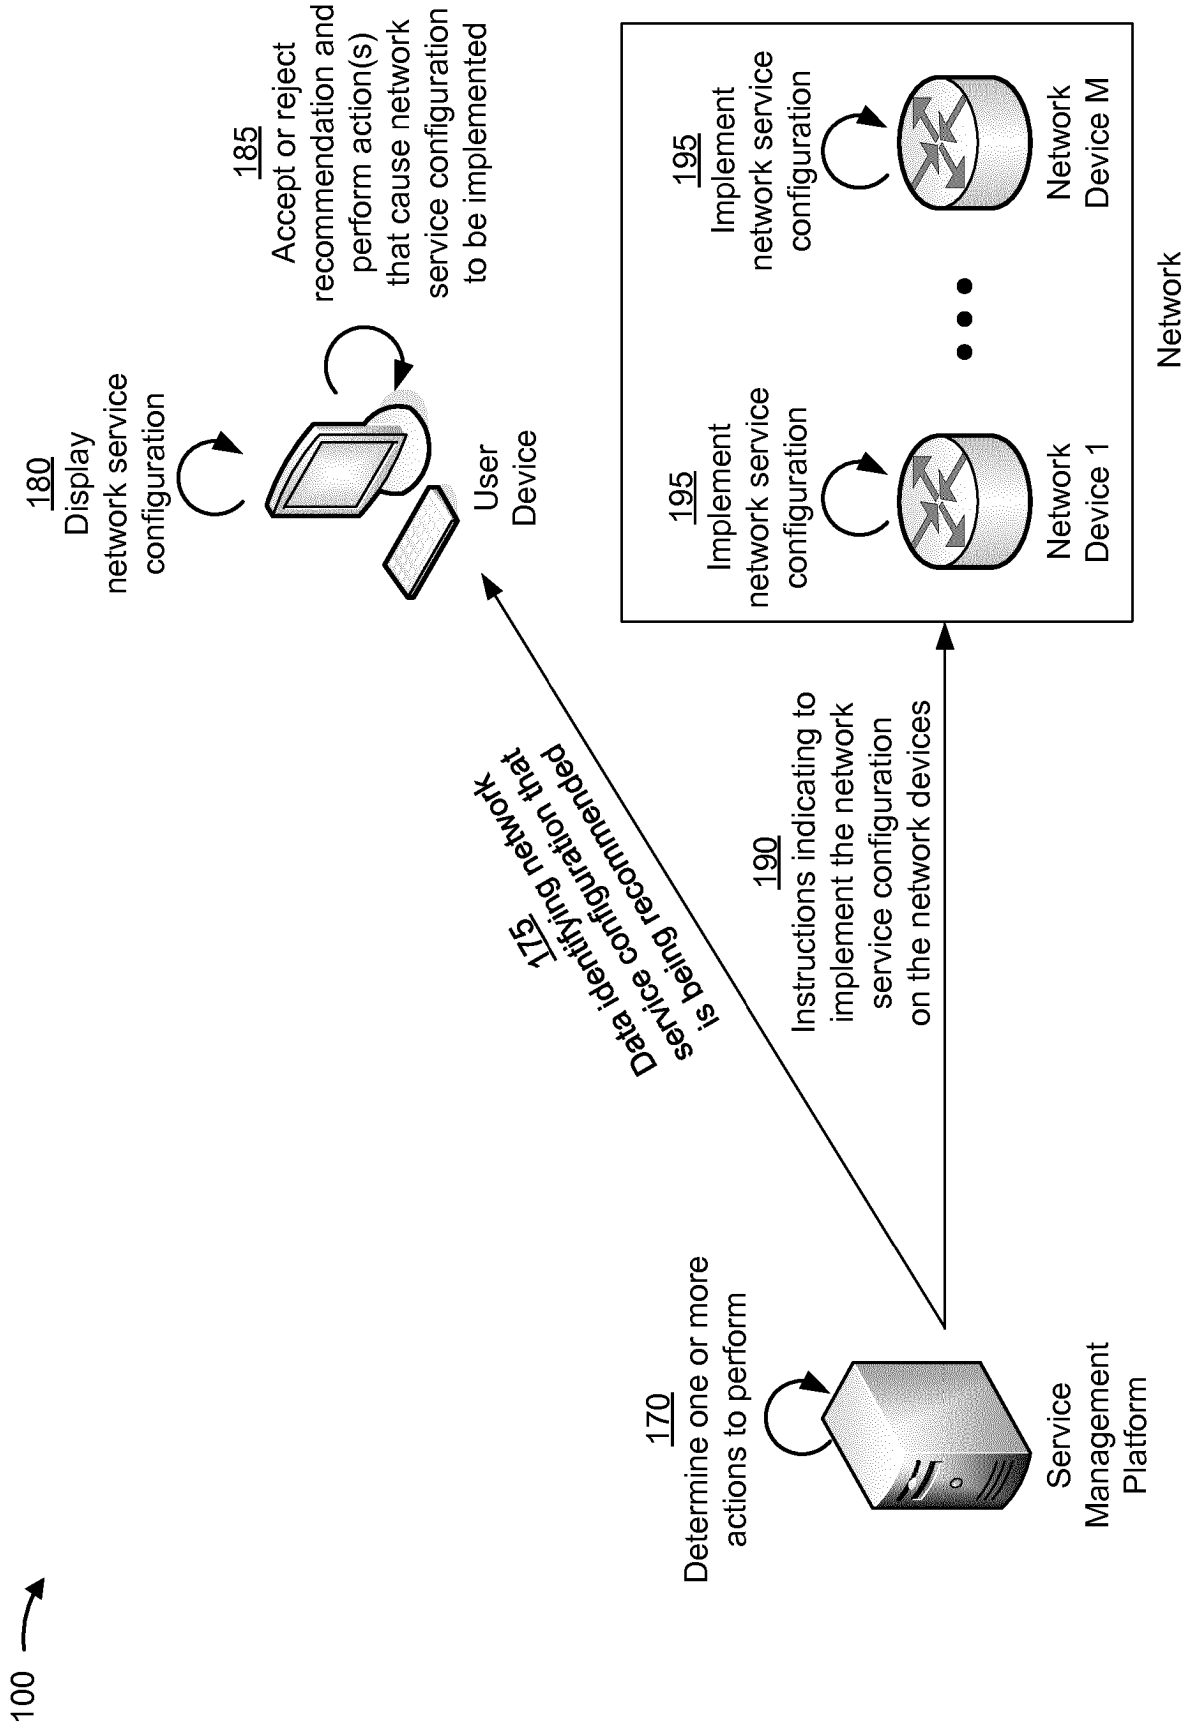 100
170
Determine one or more
actions to perform
Service
Management
Platform
175
Data identifying network
service configuration that
is being recommended
180
Display
network service
configuration
185
Accept or reject
recommendation and
perform action(s)
that cause network
service configuration
to be implemented
User
Device
190
Instructions indicating to
implement the network
service configuration
on the network devices
195
Implement
network service
configuration
Network
Device 1
195
Implement
network service
configuration
Network
Device M
Network